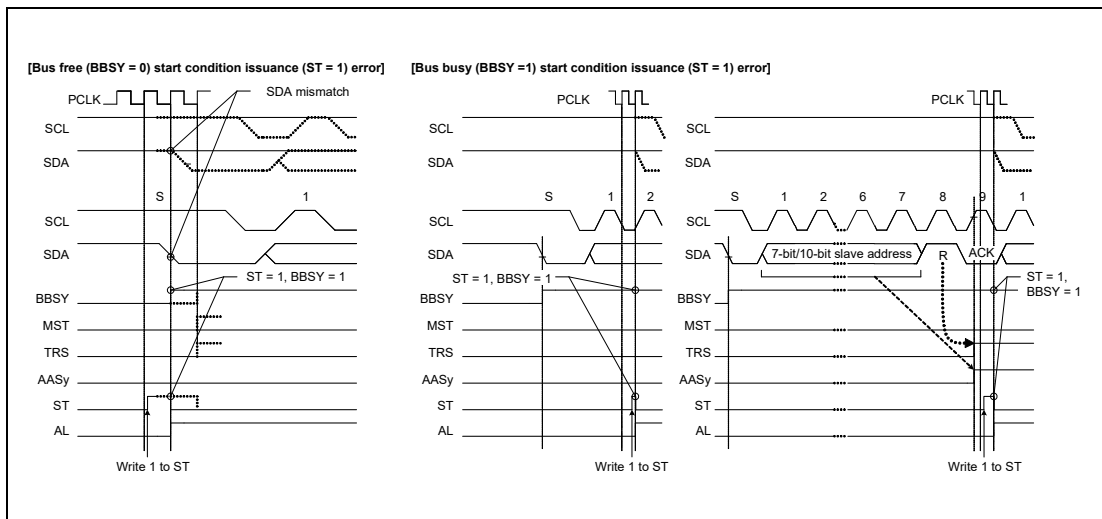 [Bus free (BBSY = 0) start condition issuance (ST = 1) error]
PCLK
SDA mismatch
SCL
SDA
S
1
SCL
SDA
ST = 1, BBSY = 1
BBSY
MST
TRS
AASy
ST
AL
Write 1 to ST
[Bus busy (BBSY =1) start condition issuance (ST = 1) error]
PCLK
SCL
SDA
S
1
2
SCL
SDA
ST = 1, BBSY = 1
BBSY
MST
TRS
AASy
ST
AL
Write 1 to ST
PCLK
SCL
SDA
S
1
2
6
7
8
9
1
SCL
SDA
7-bit/10-bit slave address
R
ACK
ST = 1,
BBSY = 1
BBSY
MST
TRS
AASy
ST
AL
Write 1 to ST